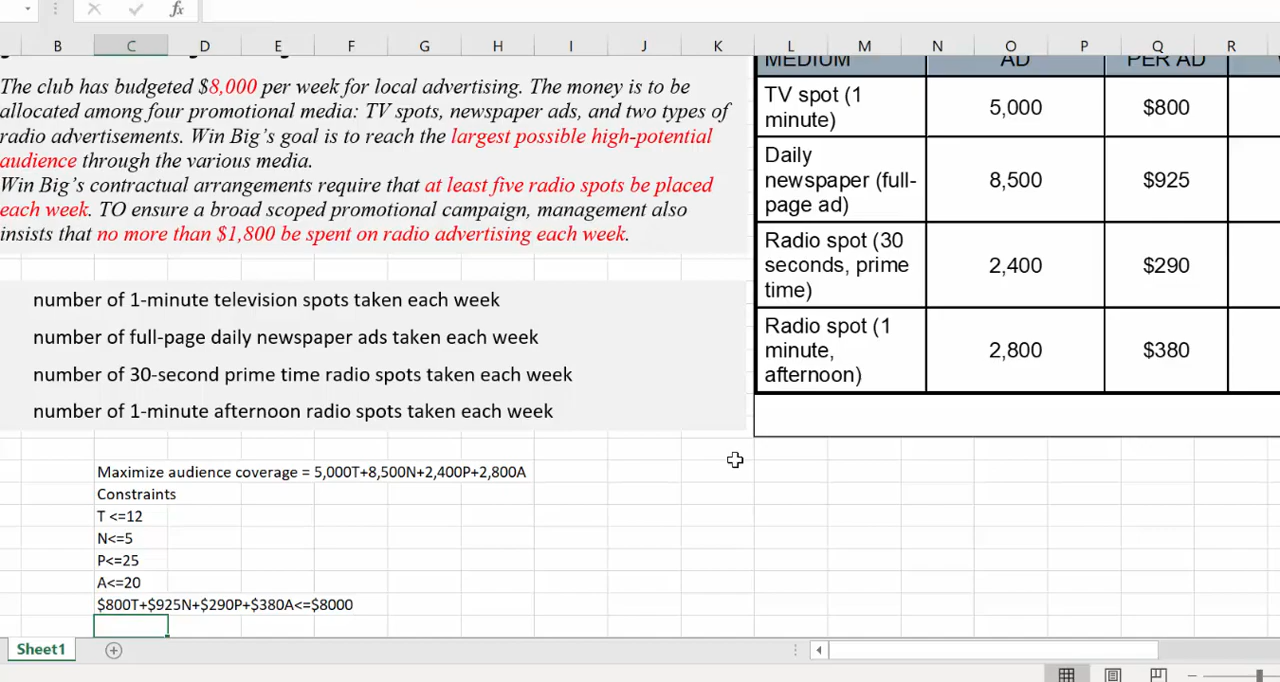 fx
B C D E F G H I J K L M N O P Q R
The club has budgeted $8,000 per week for local advertising. The money is to be
allocated among four promotional media: TV spots, newspaper ads, and two types of
radio advertisements. Win Big's goal is to reach the largest possible high-potential
audience through the various media.
Win Big's contractual arrangements require that at least five radio spots be placed
each week. TO ensure a broad scoped promotional campaign, management also
insists that no more than $1,800 be spent on radio advertising each week.
number of 1-minute television spots taken each week
number of full-page daily newspaper ads taken each week
number of 30-second prime time radio spots taken each week
number of 1-minute afternoon radio spots taken each week
MEDIUM AD PER AD
TV spot (1
minute) 5,000 $800
Daily
newspaper (full-
page ad) 8,500 $925
Radio spot (30
seconds, prime
time) 2,400 $290
Radio spot (1
minute,
afternoon) 2,800 $380
Maximize audience coverage = 5,000T+8,500N+2,400P+2,800A
Constraints
T <=12
N<=5
P<=25
A<=20
$800T+$925N+$290P+$380A<=$8000
Sheet1